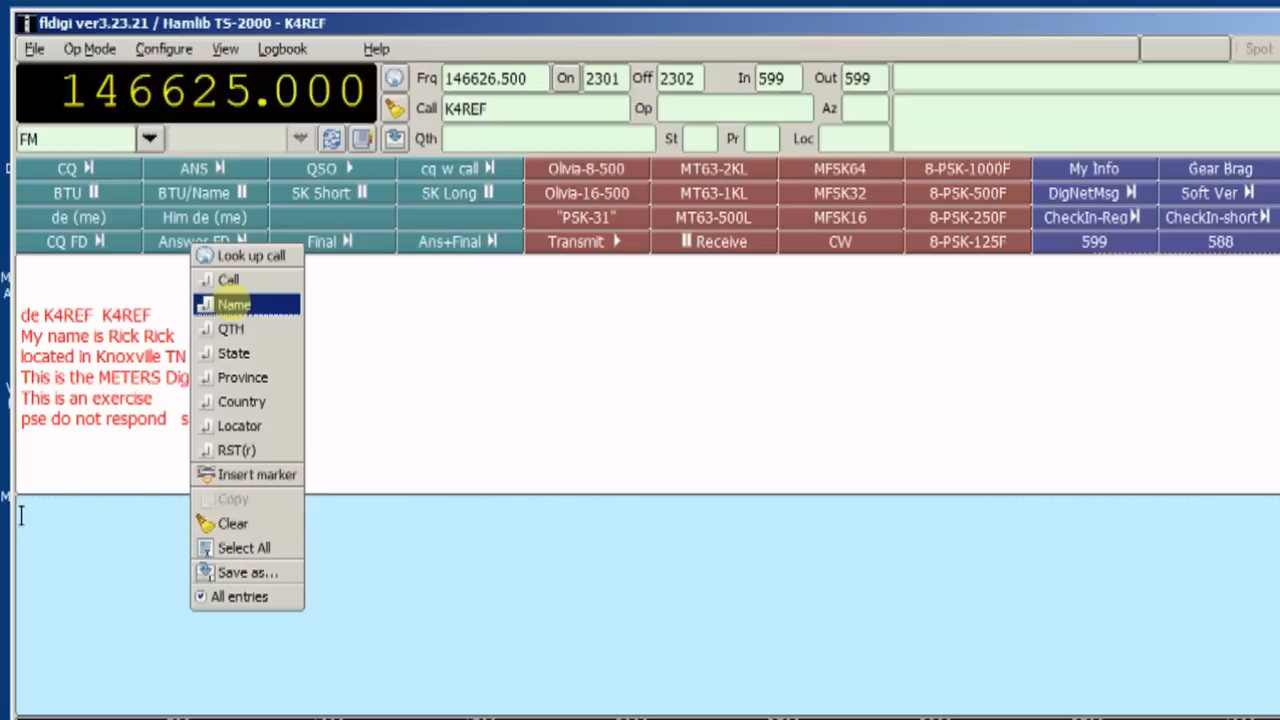 fldigi ver3.23.21 / Hamlib TS-2000 - K4REF
File Op Mode Configure View Logbook Help Spot
146625.000 Frq 146626.500 On 2301 Off 2302 In 599 Out 599
Call K4REF Op Az
FM Qth St Pr Loc
CQ ANS QSO cq w call Olivia-8-500 MT63-2KL MFSK64 8-PSK-1000F My Info Gear Brag
BTU BTU/Name SK Short SK Long Olivia-16-500 MT63-1KL MFSK32 8-PSK-500F DigNetMsg Soft Ver
de (me) Him de (me) "PSK-31" MT63-500L MFSK16 8-PSK-250F CheckIn-Reg CheckIn-short
CQ FD Answer FD Final Ans+Final Transmit Receive CW 8-PSK-125F 599 588
Look up call
Call
Name
QTH
State
Province
Country
Locator
RST(r)
Insert marker
Copy
Clear
Select All
Save as...
All entries
de K4REF K4REF
My name is Rick Rick
located in Knoxville TN
This is the METERS Dig
This is an exercise
pse do not respond s